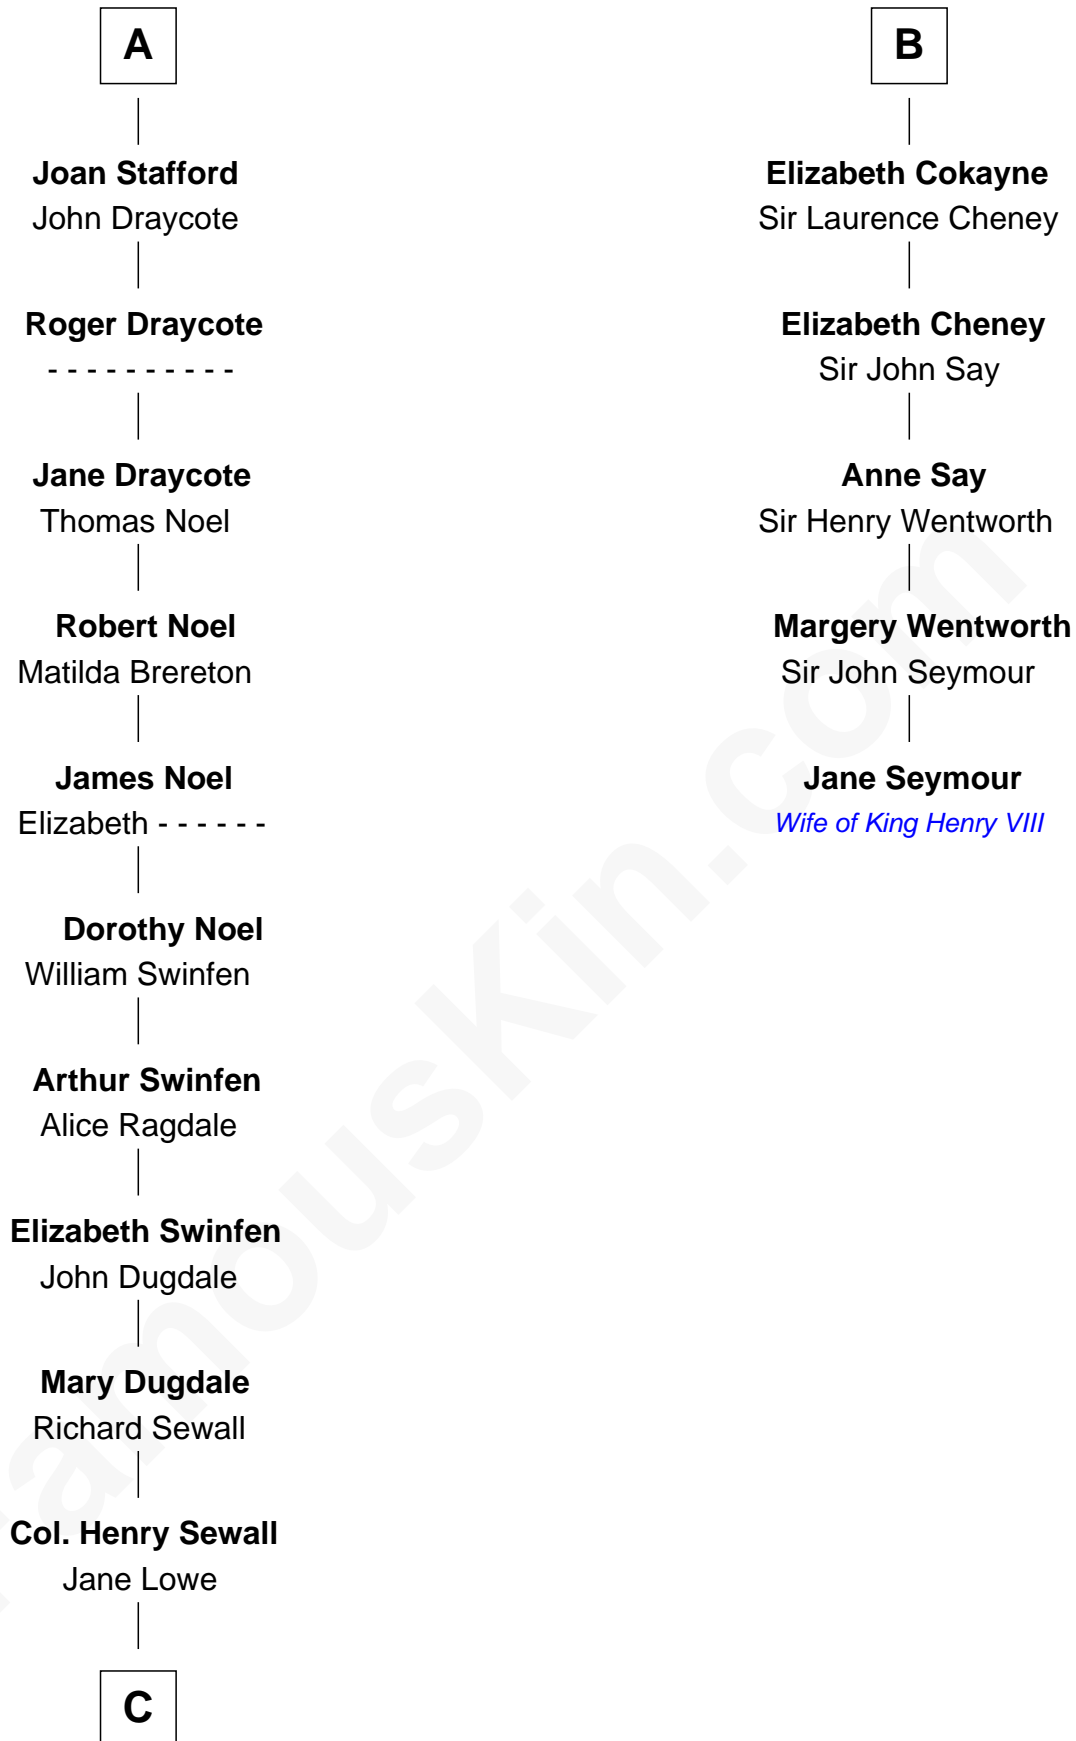 A
Joan Stafford
John Draycote
Roger Draycote
- - - - - - - - - -
Jane Draycote
Thomas Noel
Robert Noel
Matilda Brereton
James Noel
Elizabeth - - - - - -
Dorothy Noel
William Swinfen
Arthur Swinfen
Alice Ragdale
Elizabeth Swinfen
John Dugdale
Mary Dugdale
Richard Sewall
Col. Henry Sewall
Jane Lowe
C
B
Elizabeth Cokayne
Sir Laurence Cheney
Elizabeth Cheney
Sir John Say
Anne Say
Sir Henry Wentworth
Margery Wentworth
Sir John Seymour
Jane Seymour
Wife of King Henry VIII
FamousKin.com